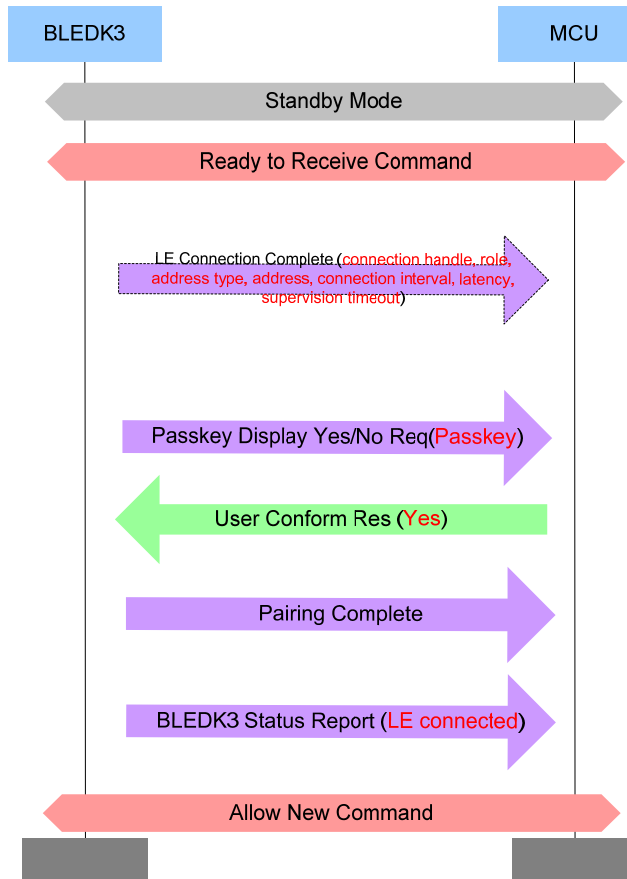 BLEDK3
MCU
Standby Mode
Ready to Receive Command
LE Connection Complete (connection handle, role,
address type, address, connection interval, latency,
supervision timeout)
Passkey Display Yes/No Req(Passkey)
User Conform Res (Yes)
Pairing Complete
BLEDK3 Status Report (LE connected)
Allow New Command